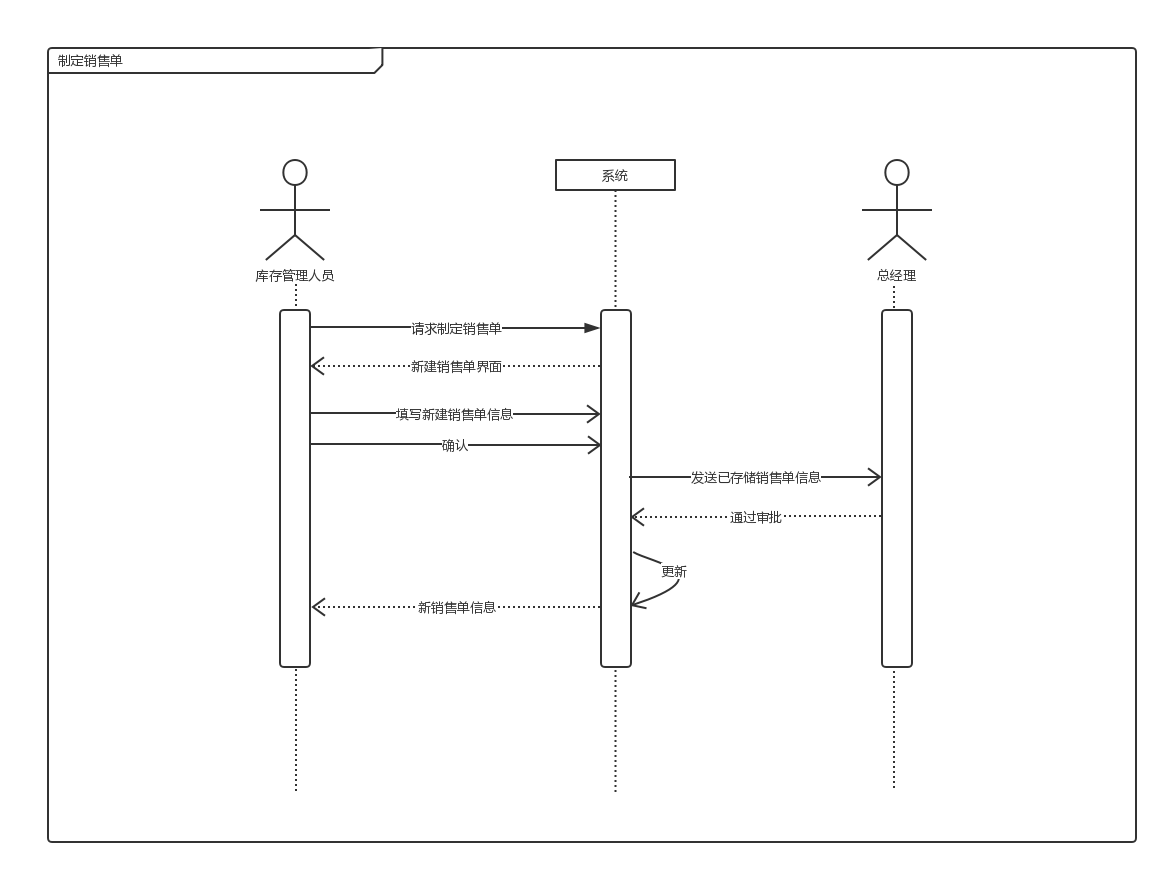 制定销售单
系统
库存管理人员
总经理
请求制定销售单
新建销售单界面
填写新建销售单信息
确认
发送已存储销售单信息
通过审批
更新
新销售单信息